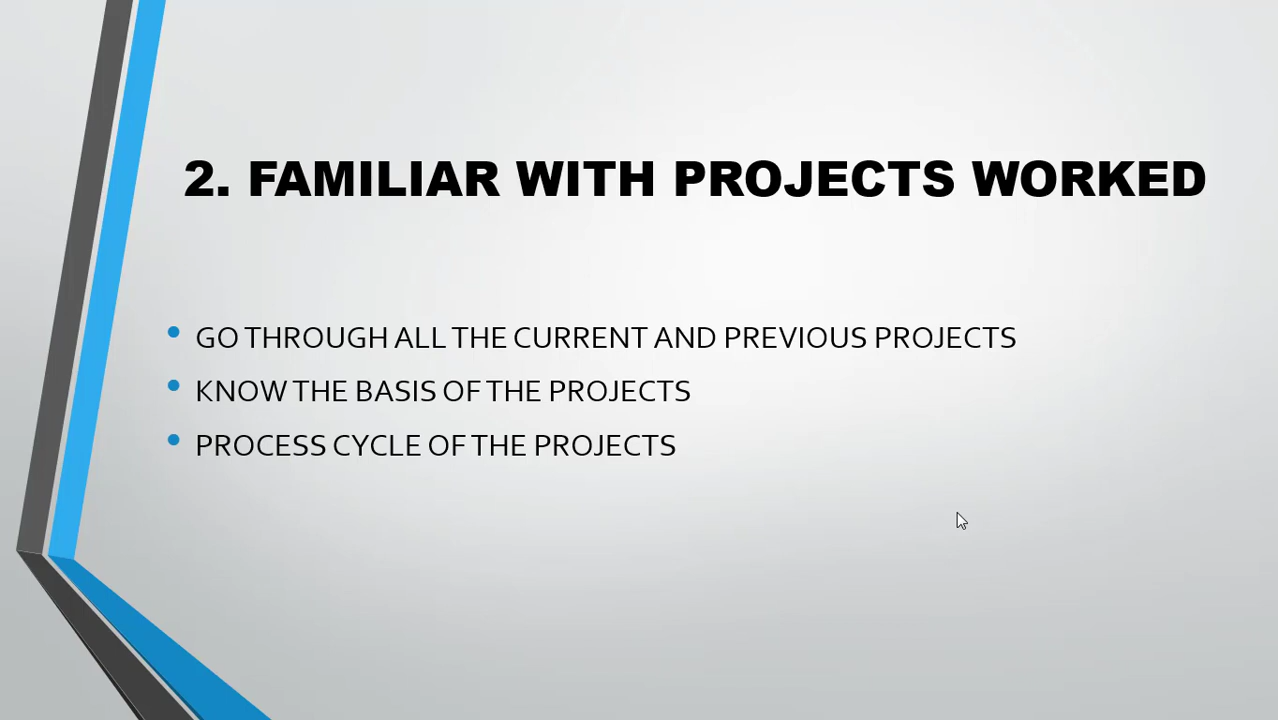 2. FAMILIAR WITH PROJECTS WORKED
• GO THROUGH ALL THE CURRENT AND PREVIOUS PROJECTS
• KNOW THE BASIS OF THE PROJECTS
• PROCESS CYCLE OF THE PROJECTS